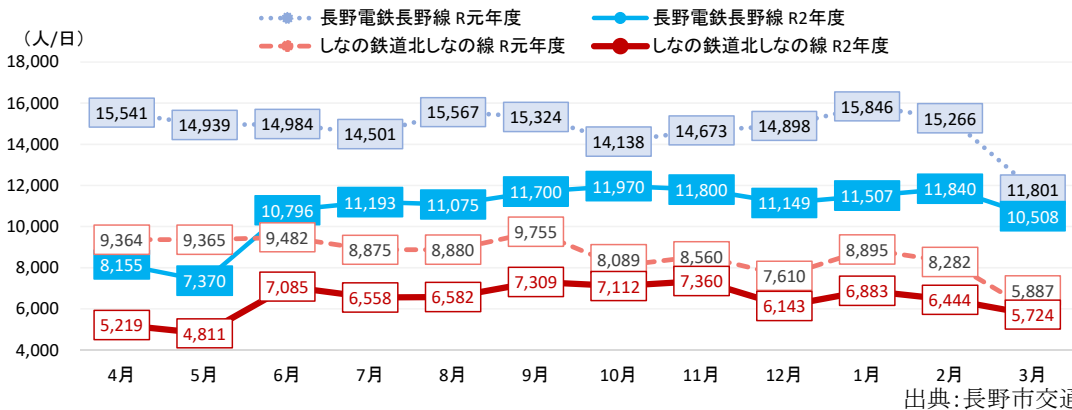 長野電鉄長野線 R元年度 長野電鉄長野線 R2年度
（人/日） しなの鉄道北しなの線 R元年度 しなの鉄道北しなの線 R2年度
18,000
16,000
14,000
12,000
10,000
8,000
6,000
4,000
15,541 14,939 14,984 14,501 15,567 15,324 14,138 14,673 14,898 15,846 15,266 11,801
8,155 7,370 10,796 11,193 11,075 11,700 11,970 11,800 11,149 11,507 11,840 10,508
9,364 9,365 9,482 8,875 8,880 9,755 8,089 8,560 7,610 8,895 8,282 5,887
5,219 4,811 7,085 6,558 6,582 7,309 7,112 7,360 6,143 6,883 6,444 5,724
4月 5月 6月 7月 8月 9月 10月 11月 12月 1月 2月 3月
出典：長野市交通